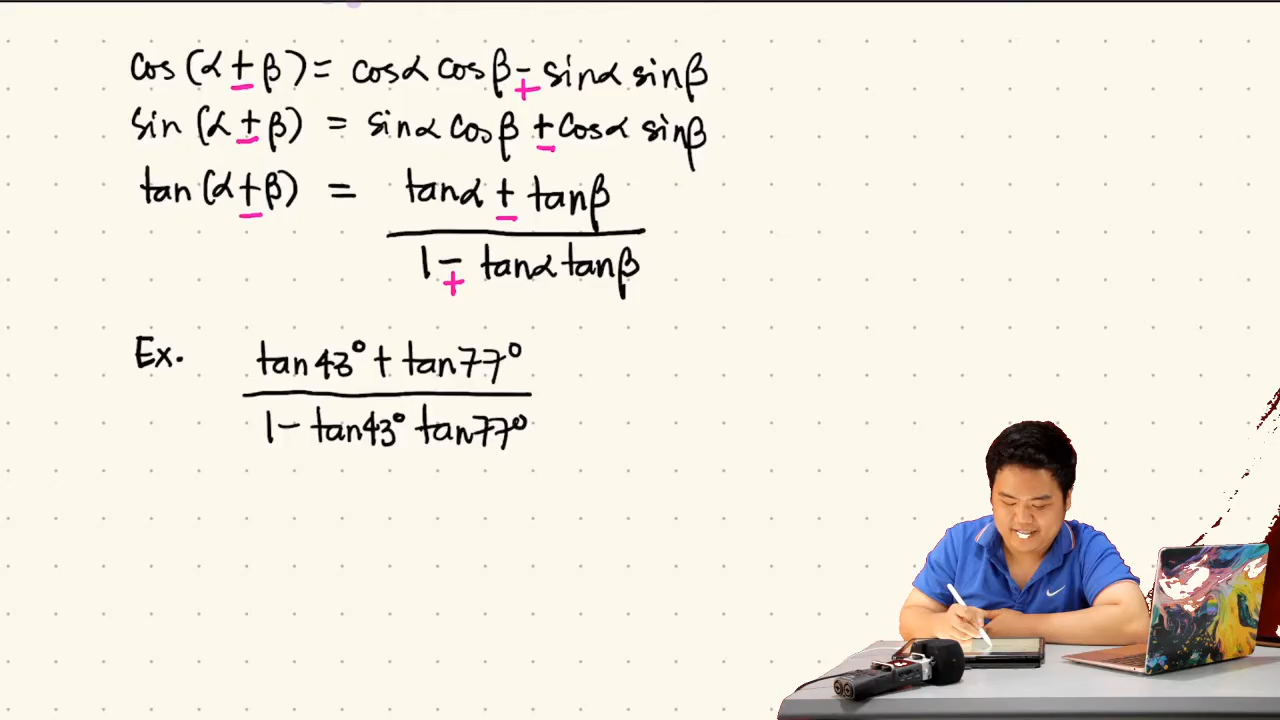 cos(α ± β) = cosα cosβ ∓ sinα sinβ
sin(α ± β) = sinα cosβ ± cosα sinβ
tan(α ± β) = tanα ± tanβ
1 ∓ tanα tanβ
Ex. tan43° + tan77°
1 - tan43° tan77°